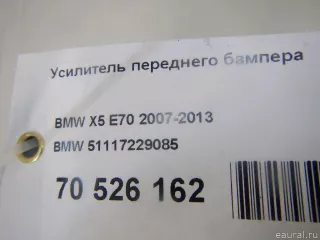 Усилитель переднего бампера
BMW X5 E70 2007-2013
BMW 51117229085
70 526 162
eaural.ru